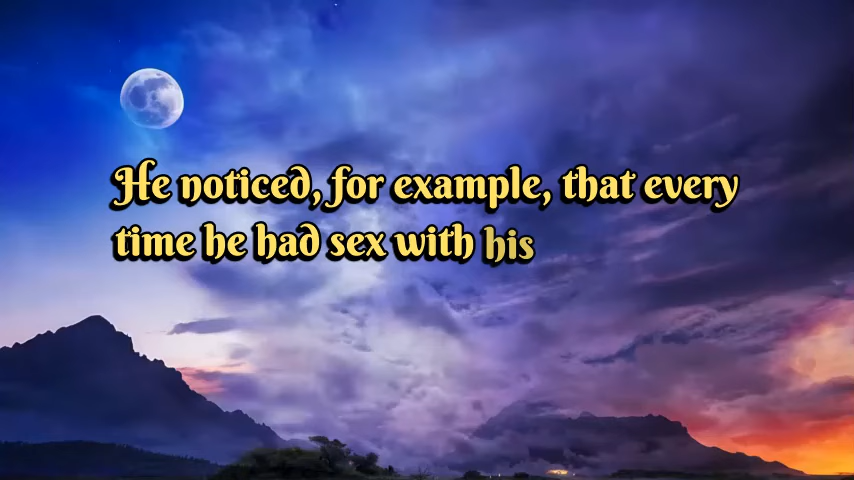 He noticed, for example, that every
time he had sex with his